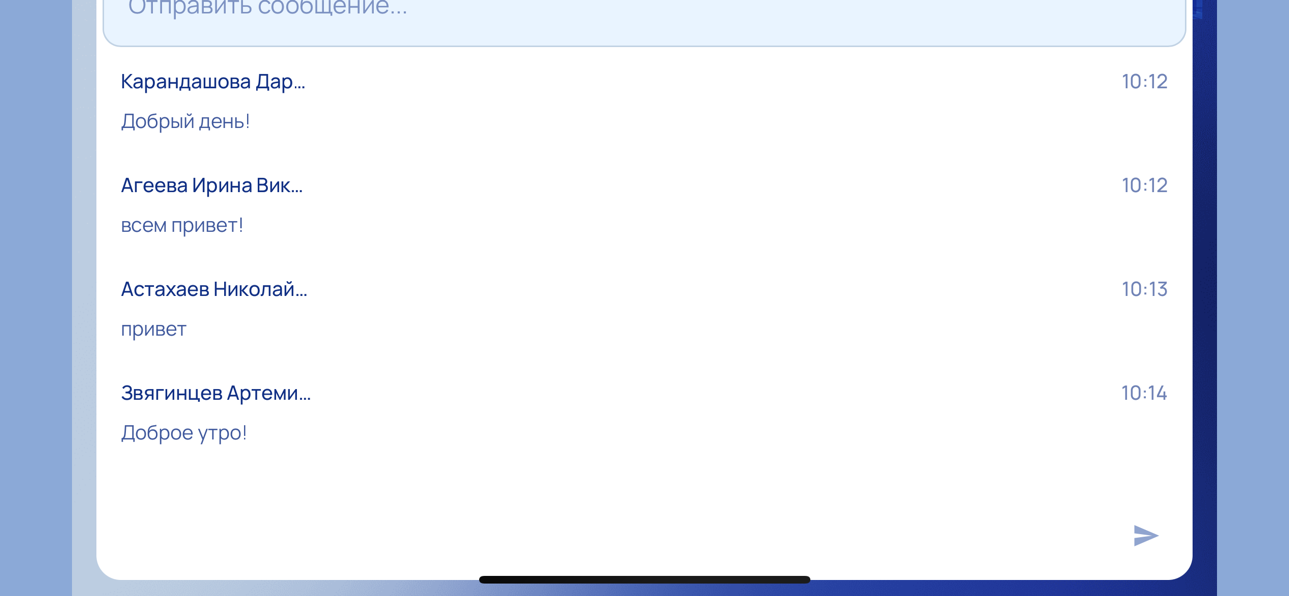 Отправить сообщение...
Карандашова Дар... 10:12
Добрый день!
Агеева Ирина Вик... 10:12
всем привет!
Астахаев Николай... 10:13
привет
Звягинцев Артеми... 10:14
Доброе утро!